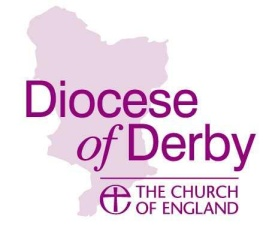 Diocese
of Derby
THE CHURCH
OF ENGLAND